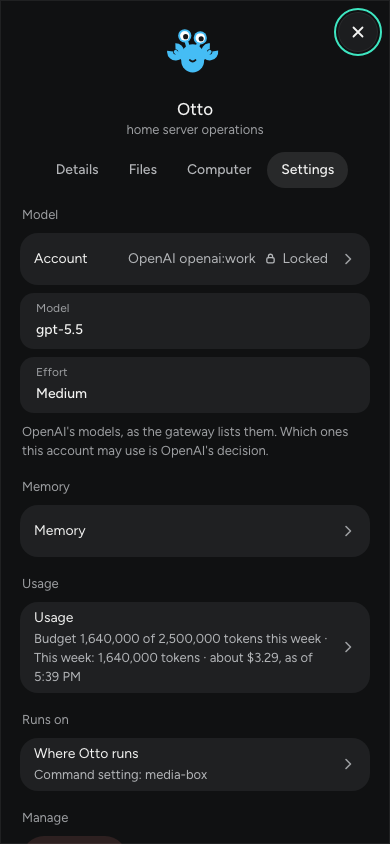 Otto
home server operations
Details Files Computer Settings
Model
Account OpenAI openai:work Locked
Model
gpt-5.5
Effort
Medium
OpenAI's models, as the gateway lists them. Which ones
this account may use is OpenAI's decision.
Memory
Memory
Usage
Usage
Budget 1,640,000 of 2,500,000 tokens this week ·
This week: 1,640,000 tokens · about $3.29, as of
5:39 PM
Runs on
Where Otto runs
Command setting: media-box
Manage